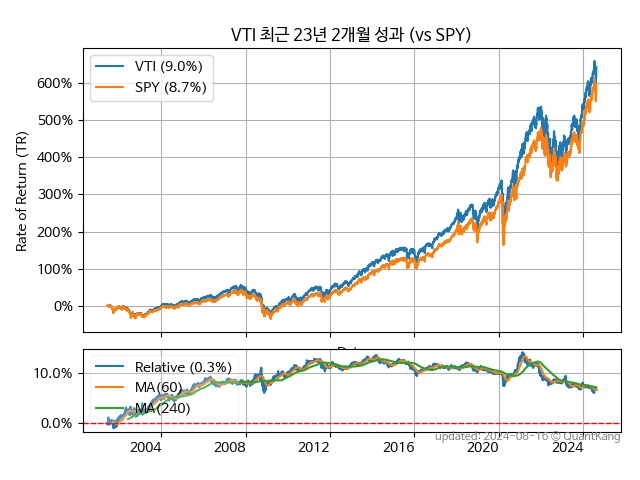 VTI 최근 23년 2개월 성과 (vs SPY)
VTI (9.0%)
SPY (8.7%)
600%
500%
400%
300%
200%
100%
0%
Rate of Return (TR)
Relative (0.3%)
MA(60)
MA(240)
10.0%
0.0%
2004
2008
2012
2016
2020
2024
updated: 2024-08-16 © QuantKang